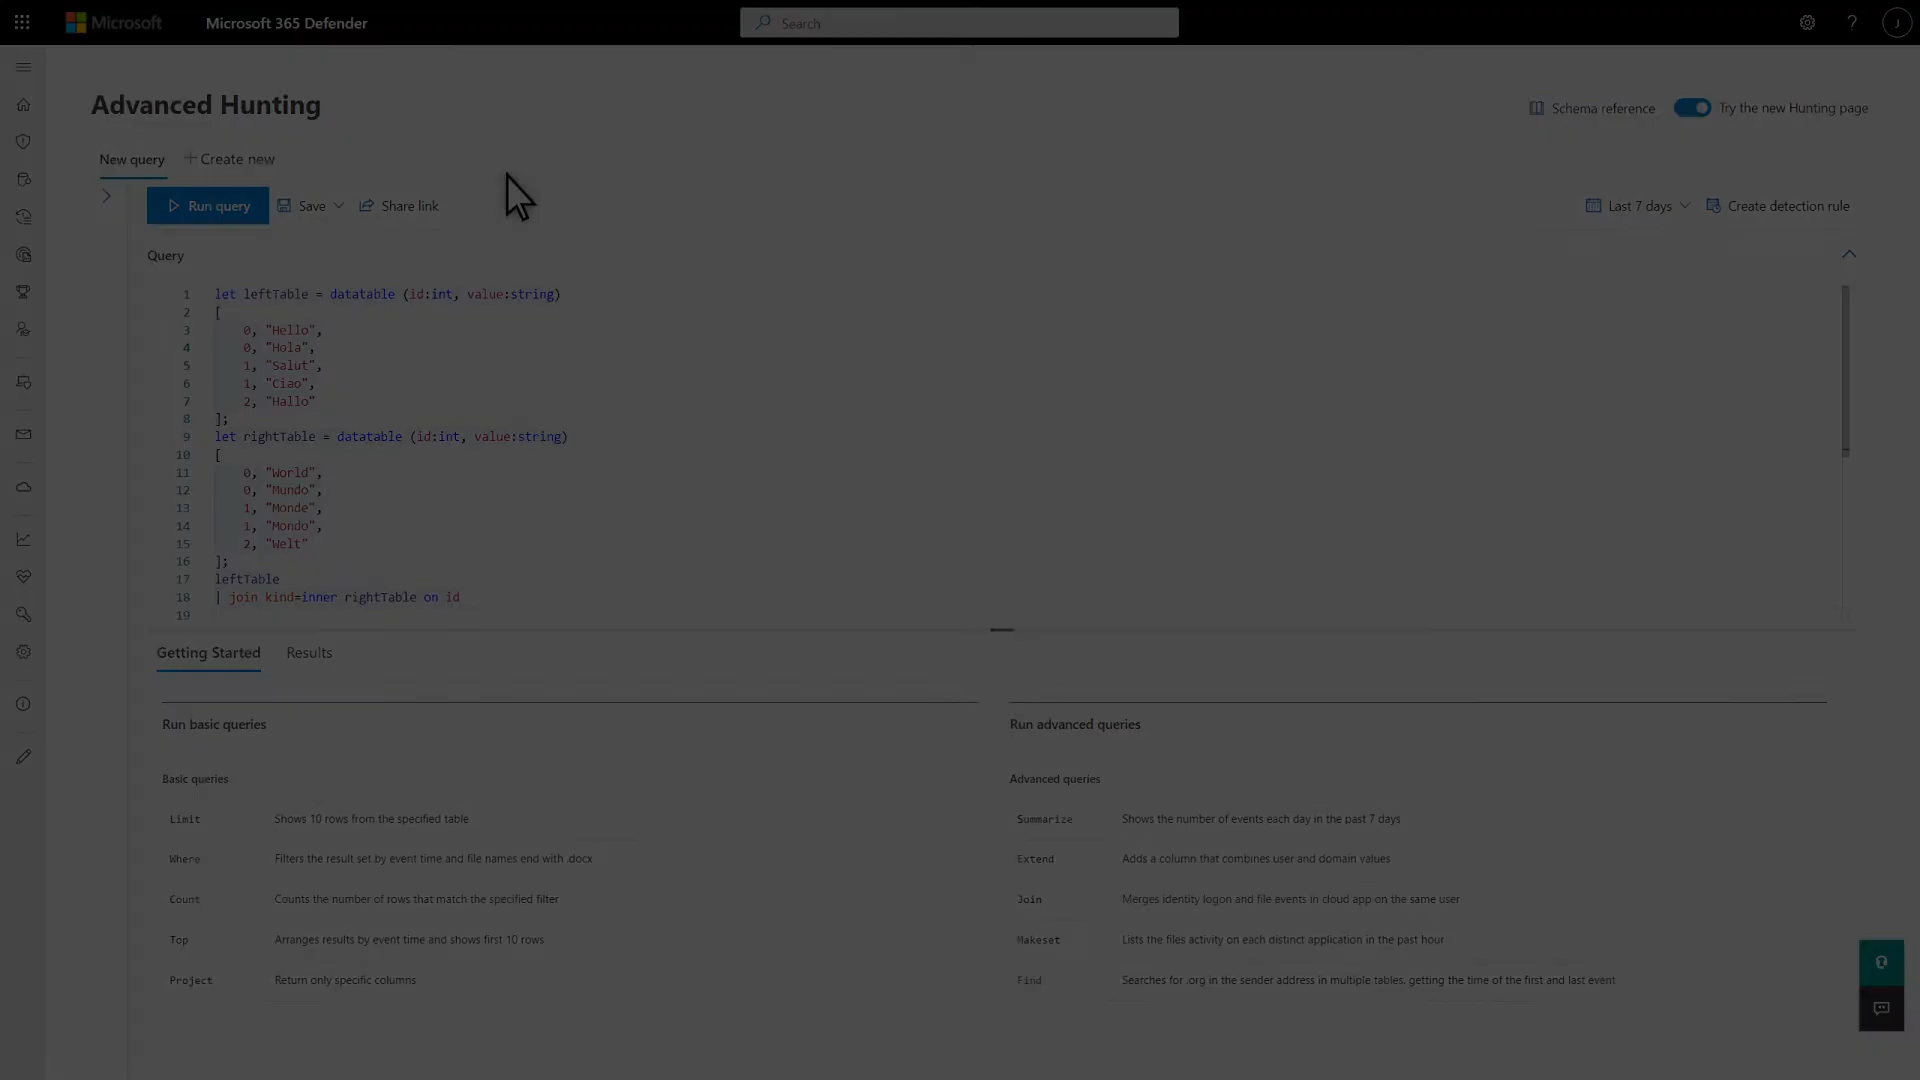 Microsoft
Microsoft 365 Defender
Search
?
J
Advanced Hunting
Schema reference
Try the new Hunting page
New query
Create new
Run query
Save
Share link
Last 7 days
Create detection rule
Query
1 let leftTable = datatable (id:int, value:string)
2 [
3 0, "Hello",
4 0, "Hola",
5 1, "Salut",
6 1, "Ciao",
7 2, "Hallo"
8 ];
9 let rightTable = datatable (id:int, value:string)
10 [
11 0, "World",
12 0, "Mundo",
13 1, "Monde",
14 1, "Mondo",
15 2, "Welt"
16 ];
17 leftTable
18 | join kind=inner rightTable on id
19
Getting Started
Results
Run basic queries
Basic queries
Limit Shows 10 rows from the specified table
Where Filters the result set by event time and file names end with .docx
Count Counts the number of rows that match the specified filter
Top Arranges results by event time and shows first 10 rows
Project Return only specific columns
Run advanced queries
Advanced queries
Summarize Shows the number of events each day in the past 7 days
Extend Adds a column that combines user and domain values
Join Merges identity logon and file events in cloud app on the same user
Makeset Lists the files activity on each distinct application in the past hour
Find Searches for .org in the sender address in multiple tables, getting the time of the first and last event